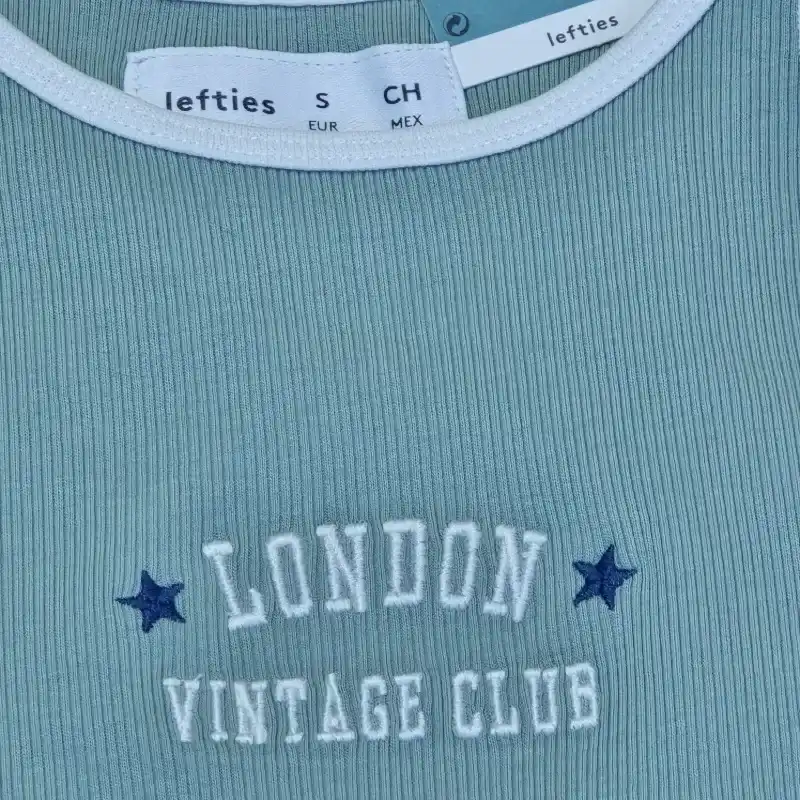 lefties
lefties S CH
EUR MEX
LONDON
VINTAGE CLUB